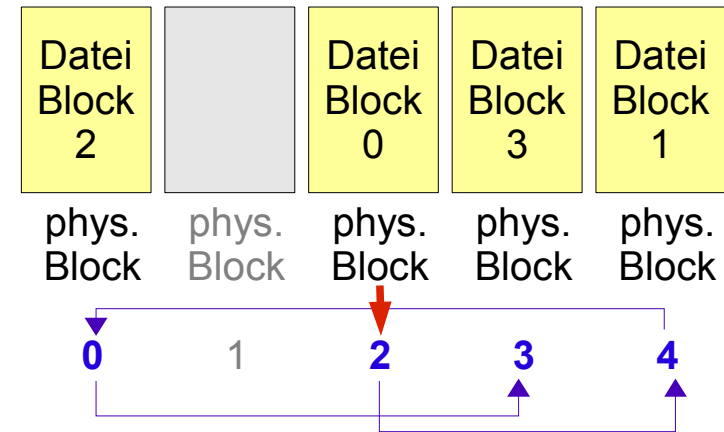 Datei
Block
2
Datei
Block
0
Datei
Block
3
Datei
Block
1
phys.
Block
phys.
Block
phys.
Block
phys.
Block
phys.
Block
0 1 2 3 4